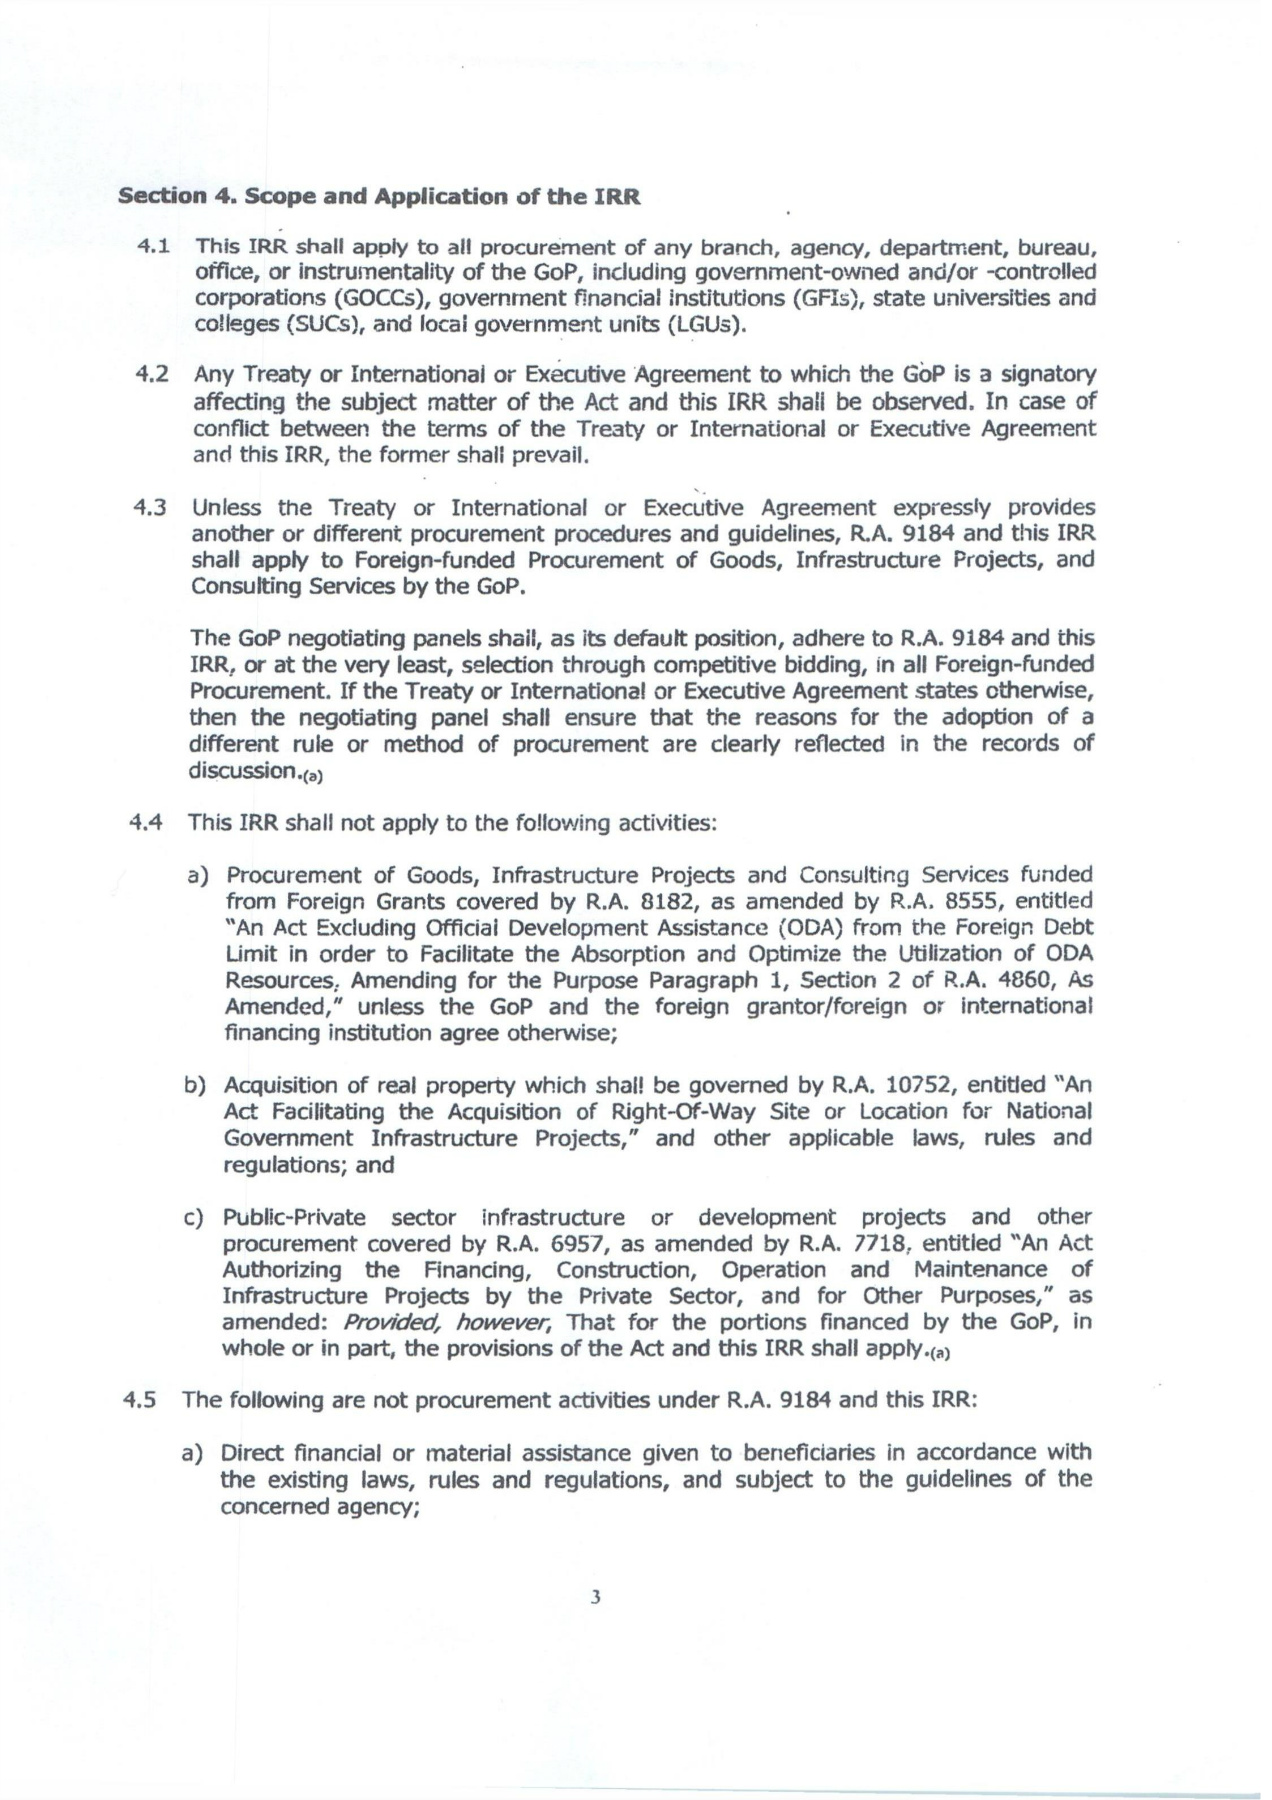 Section 4. Scope and Application of the IRR
4.1 This IRR shall apply to all procurement of any branch, agency, department, bureau,
office, or instrumentality of the GoP, including government-owned and/or -controlled
corporations (GOCCs), government financial institutions (GFIs), state universities and
colleges (SUCs), and local government units (LGUs).
4.2 Any Treaty or International or Executive Agreement to which the GoP is a signatory
affecting the subject matter of the Act and this IRR shall be observed. In case of
conflict between the terms of the Treaty or International or Executive Agreement
and this IRR, the former shall prevail.
4.3 Unless the Treaty or International or Executive Agreement expressly provides
another or different procurement procedures and guidelines, R.A. 9184 and this IRR
shall apply to Foreign-funded Procurement of Goods, Infrastructure Projects, and
Consulting Services by the GoP.
The GoP negotiating panels shall, as its default position, adhere to R.A. 9184 and this
IRR, or at the very least, selection through competitive bidding, in all Foreign-funded
Procurement. If the Treaty or International or Executive Agreement states otherwise,
then the negotiating panel shall ensure that the reasons for the adoption of a
different rule or method of procurement are clearly reflected in the records of
discussion.(a)
4.4 This IRR shall not apply to the following activities:
a) Procurement of Goods, Infrastructure Projects and Consulting Services funded
from Foreign Grants covered by R.A. 8182, as amended by R.A. 8555, entitled
“An Act Excluding Official Development Assistance (ODA) from the Foreign Debt
Limit in order to Facilitate the Absorption and Optimize the Utilization of ODA
Resources, Amending for the Purpose Paragraph 1, Section 2 of R.A. 4860, As
Amended,” unless the GoP and the foreign grantor/foreign or international
financing institution agree otherwise;
b) Acquisition of real property which shall be governed by R.A. 10752, entitled “An
Act Facilitating the Acquisition of Right-Of-Way Site or Location for National
Government Infrastructure Projects,” and other applicable laws, rules and
regulations; and
c) Public-Private sector infrastructure or development projects and other
procurement covered by R.A. 6957, as amended by R.A. 7718, entitled “An Act
Authorizing the Financing, Construction, Operation and Maintenance of
Infrastructure Projects by the Private Sector, and for Other Purposes,” as
amended: Provided, however, That for the portions financed by the GoP, in
whole or in part, the provisions of the Act and this IRR shall apply.(a)
4.5 The following are not procurement activities under R.A. 9184 and this IRR:
a) Direct financial or material assistance given to beneficiaries in accordance with
the existing laws, rules and regulations, and subject to the guidelines of the
concerned agency;
3